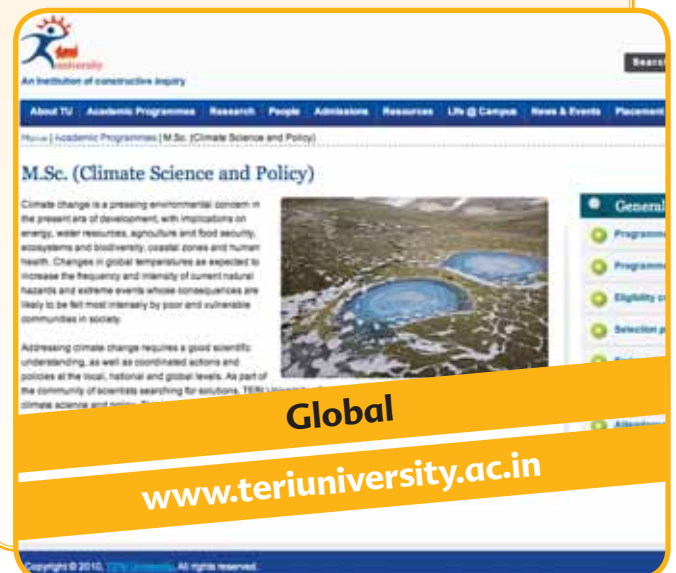 teri
university
An Institution of constructive inquiry
Search
About TU Academic Programmes Research People Admissions Resources Life @ Campus News & Events Placement
Home | Academic Programmes | M.Sc. (Climate Science and Policy)
M.Sc. (Climate Science and Policy)
Climate change is a pressing environmental concern in
the present era of development, with implications on
energy, water resources, agriculture and food security,
ecosystems and biodiversity, coastal zones and human
health. Changes in global temperatures as expected to
increase the frequency and intensity of current natural
hazards and extreme events whose consequences are
likely to be felt most intensely by poor and vulnerable
communities in society.
Addressing climate change requires a good scientific
understanding, as well as coordinated actions and
policies at the local, national and global levels. As part of
the community of scientists searching for solutions, TERI University
climate science and policy.
General
Programme
Programme
Eligibility
Selection
Attendance
Global
www.teriuniversity.ac.in
Copyright © 2010, TERI University. All rights reserved.